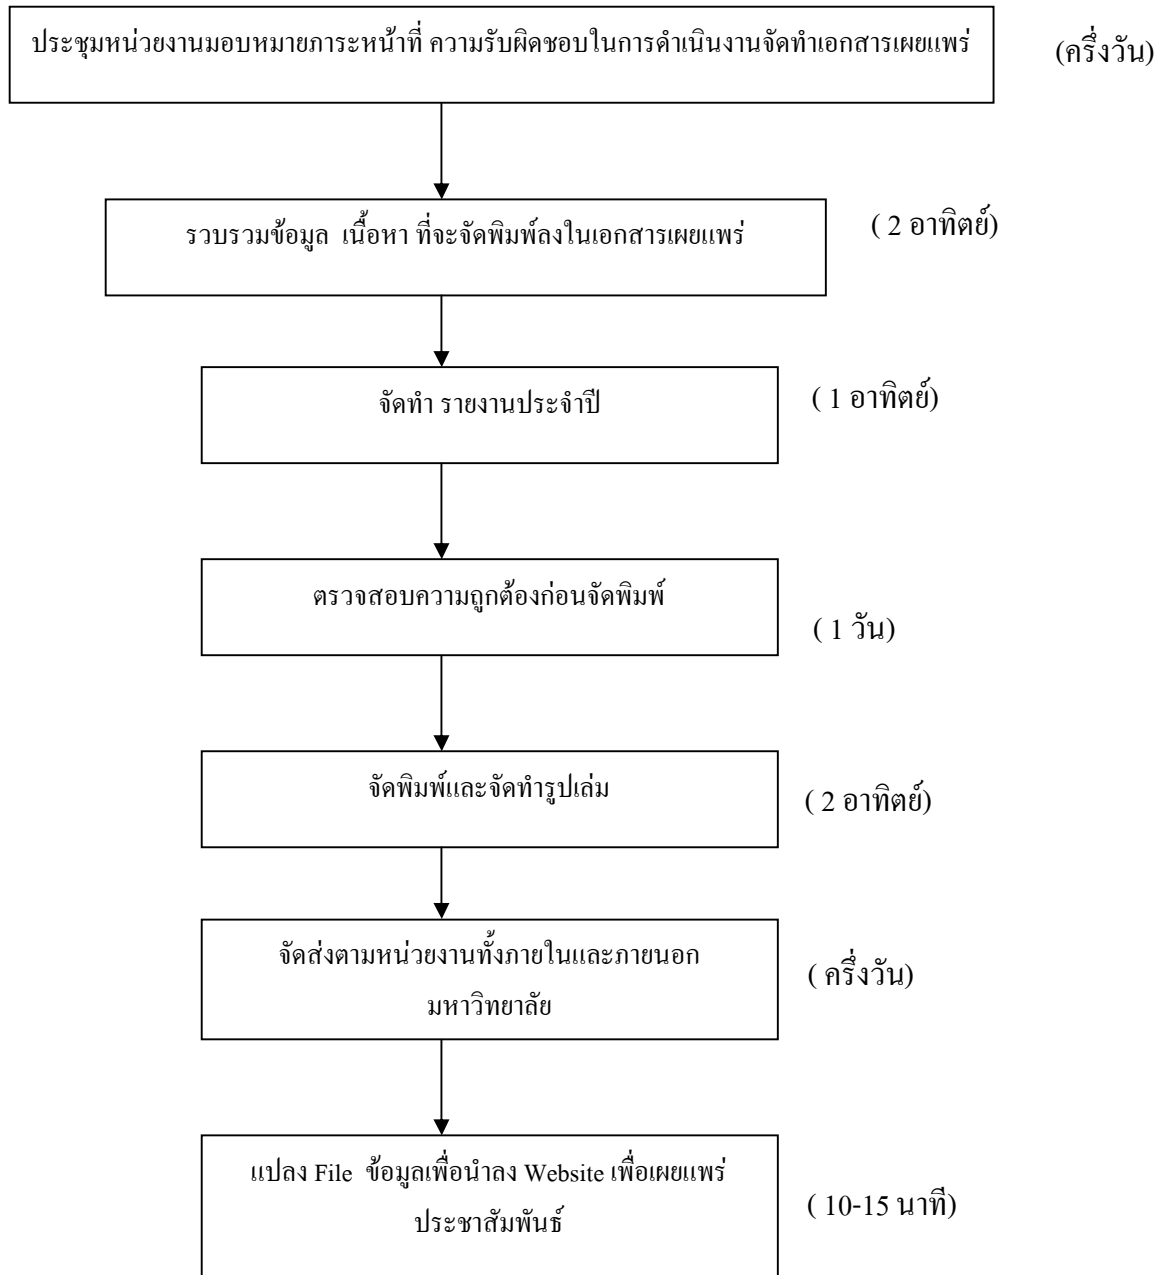 ประชุมหน่วยงานมอบหมายภาระหน้าที่ ความรับผิดชอบในการดำเนินงานจัดทำเอกสารเผยแพร่
(ครึ่งวัน)
รวบรวมข้อมูล เนื้อหา ที่จะจัดพิมพ์ลงในเอกสารเผยแพร่
( 2 อาทิตย์)
จัดทำ รายงานประจำปี
( 1 อาทิตย์)
ตรวจสอบความถูกต้องก่อนจัดพิมพ์
( 1 วัน)
จัดพิมพ์และจัดทำรูปเล่ม
( 2 อาทิตย์)
จัดส่งตามหน่วยงานทั้งภายในและภายนอก
มหาวิทยาลัย
( ครึ่งวัน)
แปลง File ข้อมูลเพื่อนำลง Website เพื่อเผยแพร่
ประชาสัมพันธ์
( 10-15 นาที)